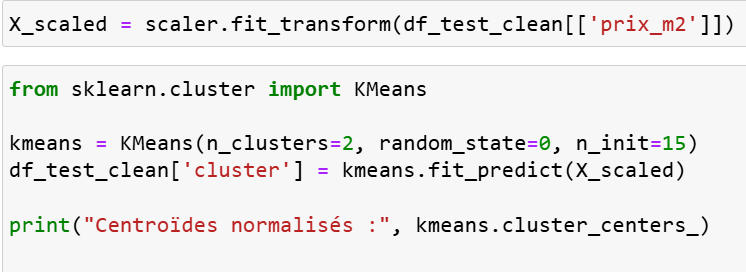 X_scaled = scaler.fit_transform(df_test_clean[['prix_m2']])
from sklearn.cluster import KMeans
kmeans = KMeans(n_clusters=2, random_state=0, n_init=15)
df_test_clean['cluster'] = kmeans.fit_predict(X_scaled)
print("Centroïdes normalisés :", kmeans.cluster_centers_)